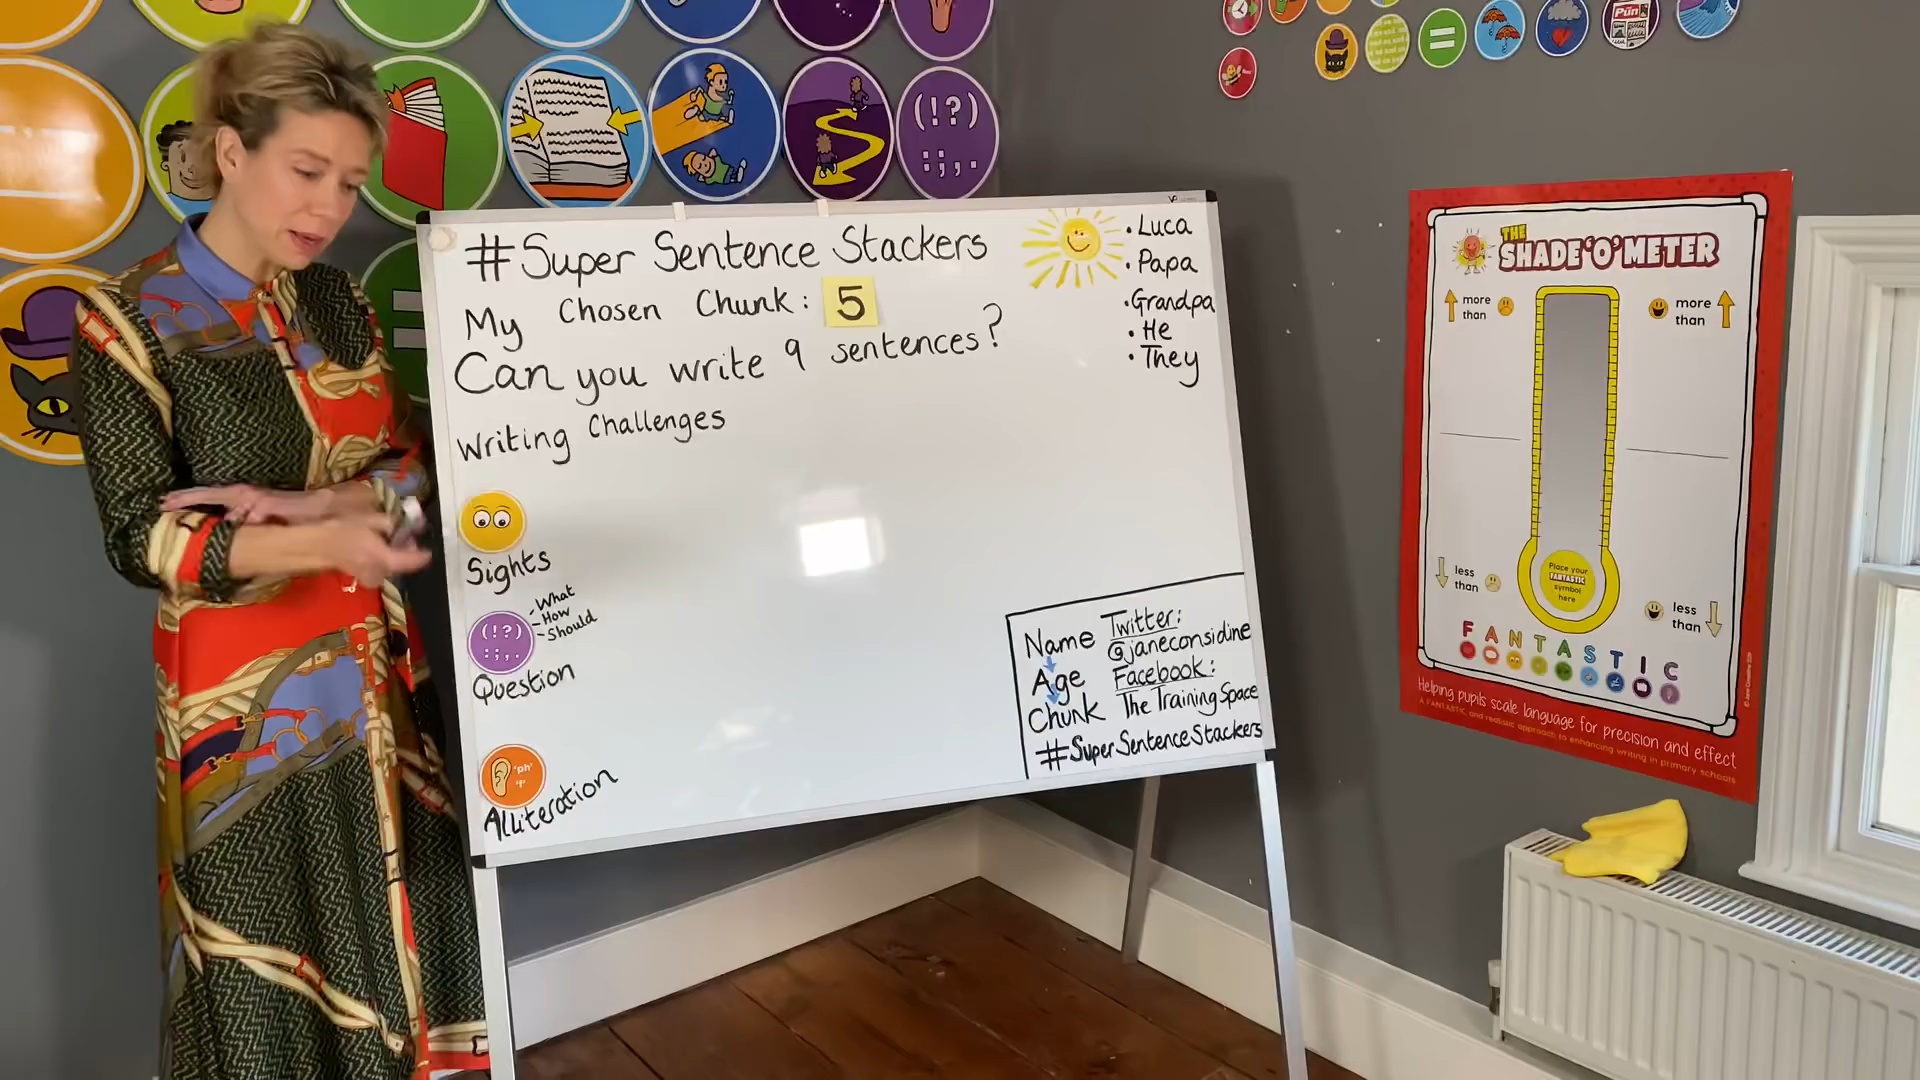 #Super Sentence Stackers
My Chosen Chunk: 5
Can you write 9 sentences?
Writing Challenges
Sights
(!?)
:;,.
- What
- How
- Should
Question
'ph'
'f'
Alliteration
• Luca
• Papa
• Grandpa
• He
• They
Name
Age
Chunk
Twitter:
@janeconsidine
Facebook:
The Training Space
#SuperSentenceStackers
(!?)
:;,.
Pun
THE
SHADE'O'METER
more
than
more
than
less
than
less
than
Place your
FANTASTIC
symbol
here
FANTASTIC
Helping pupils scale language for precision and effect
A FANTASTIC and realistic approach to enhancing writing in primary schools